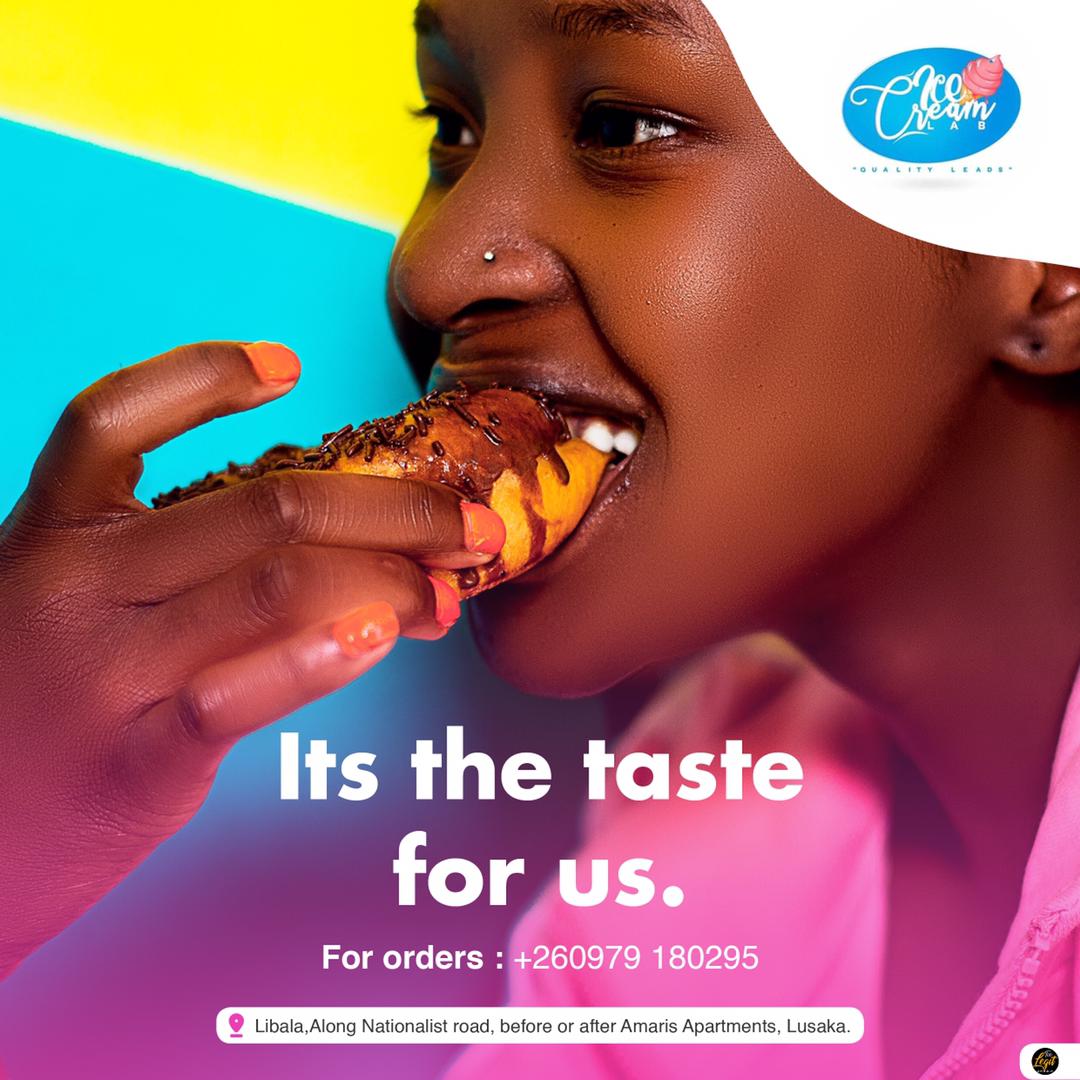 Ice
Cream
LAB
"QUALITY LEADS"
Its the taste
for us.
For orders : +260979 180295
Libala,Along Nationalist road, before or after Amaris Apartments, Lusaka.
Legit